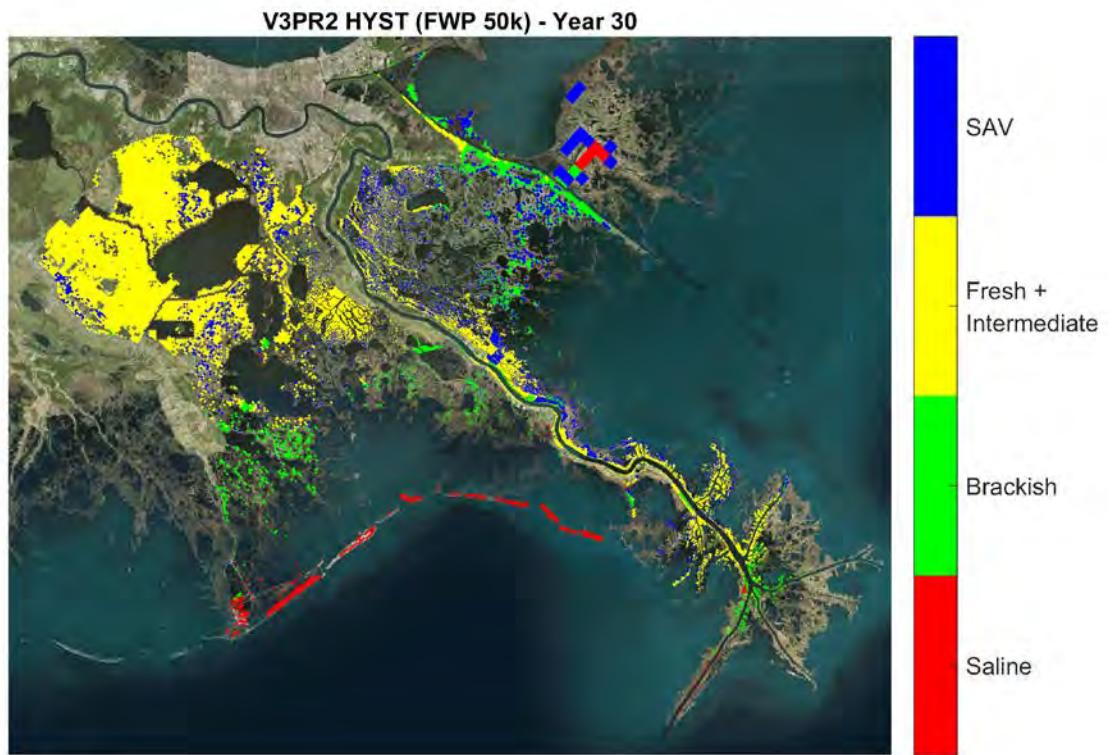 V3PR2 HYST (FWP 50k) - Year 30
SAV
Fresh +
Intermediate
Brackish
Saline